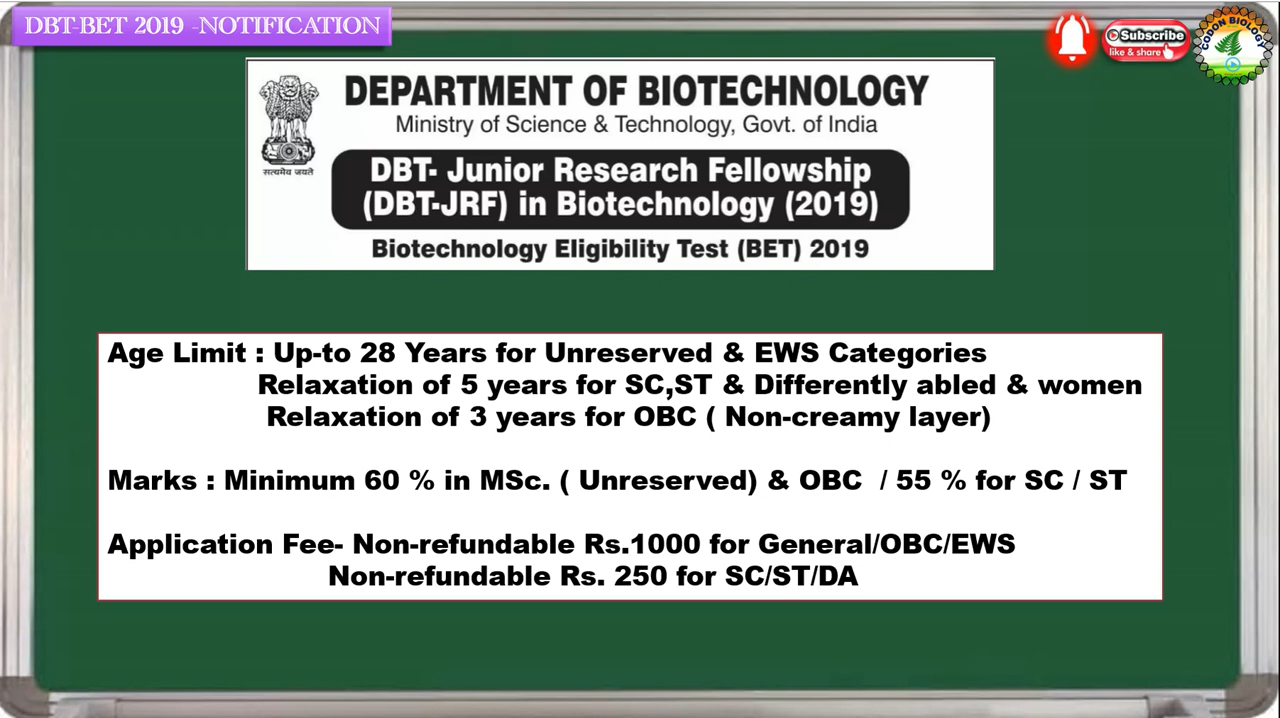 DBT-BET 2019 -NOTIFICATION
Subscribe
like & share
CODON BIOLOGY
DEPARTMENT OF BIOTECHNOLOGY
Ministry of Science & Technology, Govt. of India
सत्यमेव जयते
DBT- Junior Research Fellowship
(DBT-JRF) in Biotechnology (2019)
Biotechnology Eligibility Test (BET) 2019
Age Limit : Up-to 28 Years for Unreserved & EWS Categories
Relaxation of 5 years for SC,ST & Differently abled & women
Relaxation of 3 years for OBC ( Non-creamy layer)
Marks : Minimum 60 % in MSc. ( Unreserved) & OBC / 55 % for SC / ST
Application Fee- Non-refundable Rs.1000 for General/OBC/EWS
Non-refundable Rs. 250 for SC/ST/DA